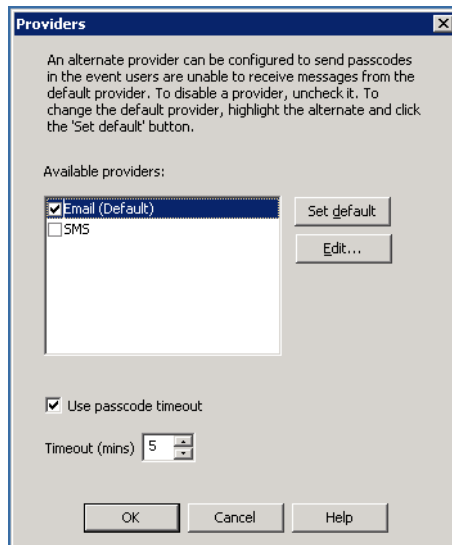 Providers
An alternate provider can be configured to send passcodes
in the event users are unable to receive messages from the
default provider. To disable a provider, uncheck it. To
change the default provider, highlight the alternate and click
the 'Set default' button.
Available providers:
Email (Default)
SMS
Set default
Edit...
Use passcode timeout
Timeout (mins) 5
OK Cancel Help